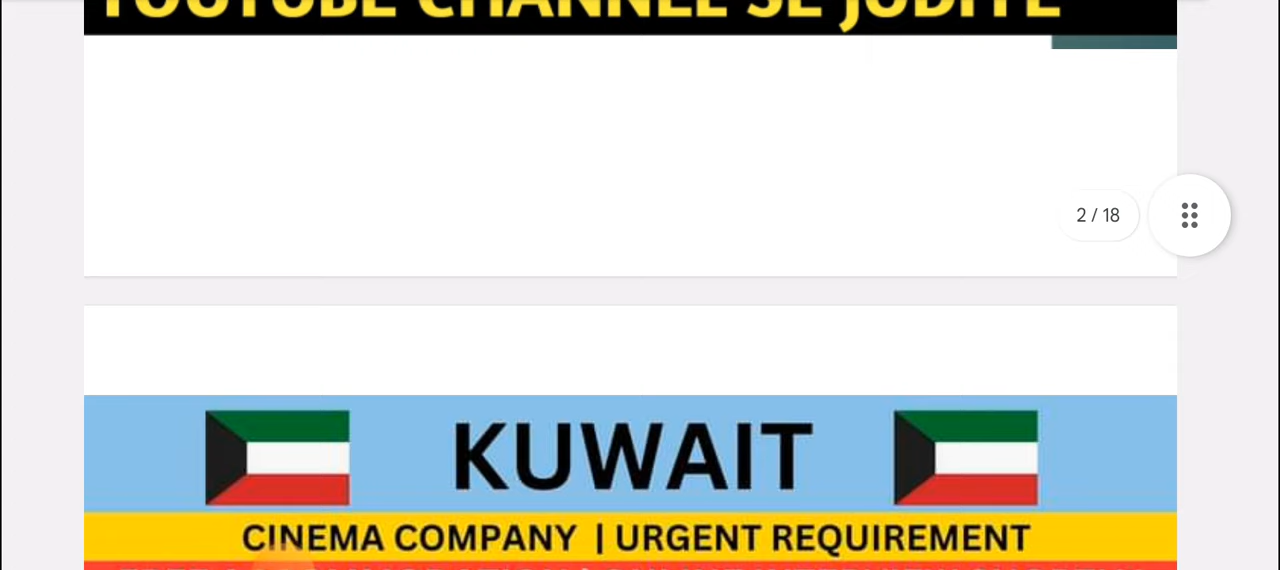 YOUTUBE CHANNEL SE JUDIYE
2 / 18
KUWAIT
CINEMA COMPANY | URGENT REQUIREMENT